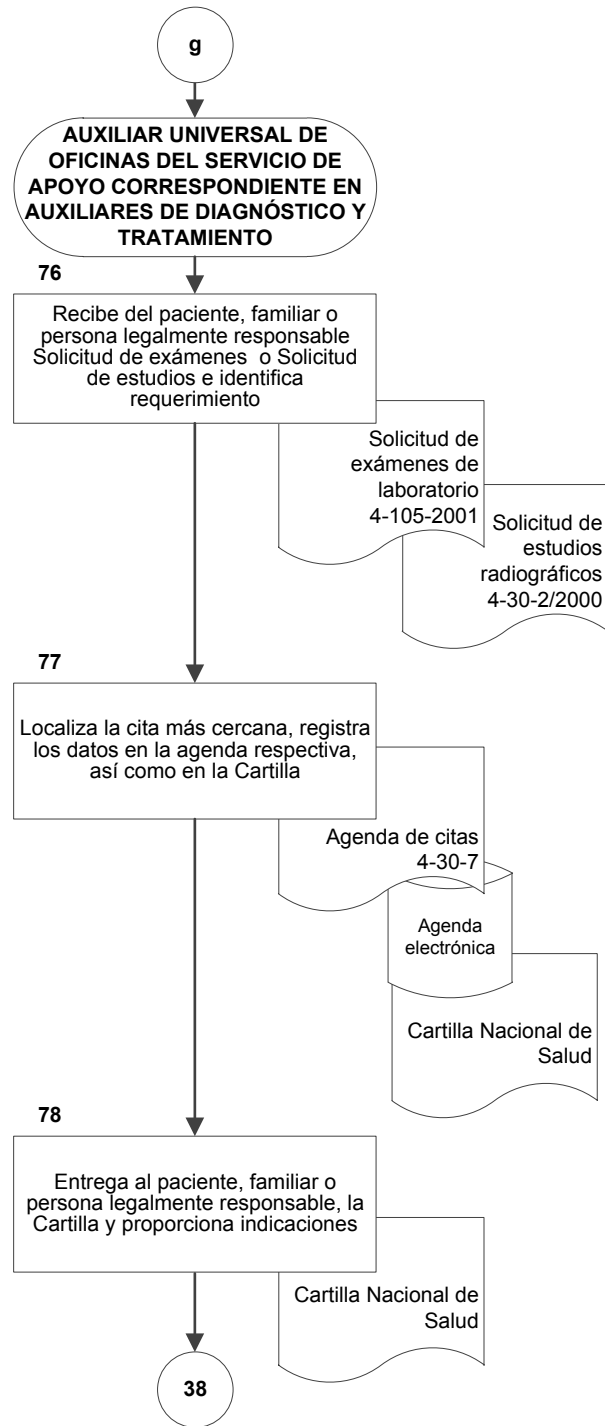 g
AUXILIAR UNIVERSAL DE
OFICINAS DEL SERVICIO DE
APOYO CORRESPONDIENTE EN
AUXILIARES DE DIAGNÓSTICO Y
TRATAMIENTO
76
Recibe del paciente, familiar o
persona legalmente responsable
Solicitud de exámenes o Solicitud
de estudios e identifica
requerimiento
Solicitud de
exámenes de
laboratorio
4-105-2001
Solicitud de
estudios
radiográficos
4-30-2/2000
77
Localiza la cita más cercana, registra
los datos en la agenda respectiva,
así como en la Cartilla
Agenda de citas
4-30-7
Agenda
electrónica
Cartilla Nacional de
Salud
78
Entrega al paciente, familiar o
persona legalmente responsable, la
Cartilla y proporciona indicaciones
Cartilla Nacional de
Salud
38